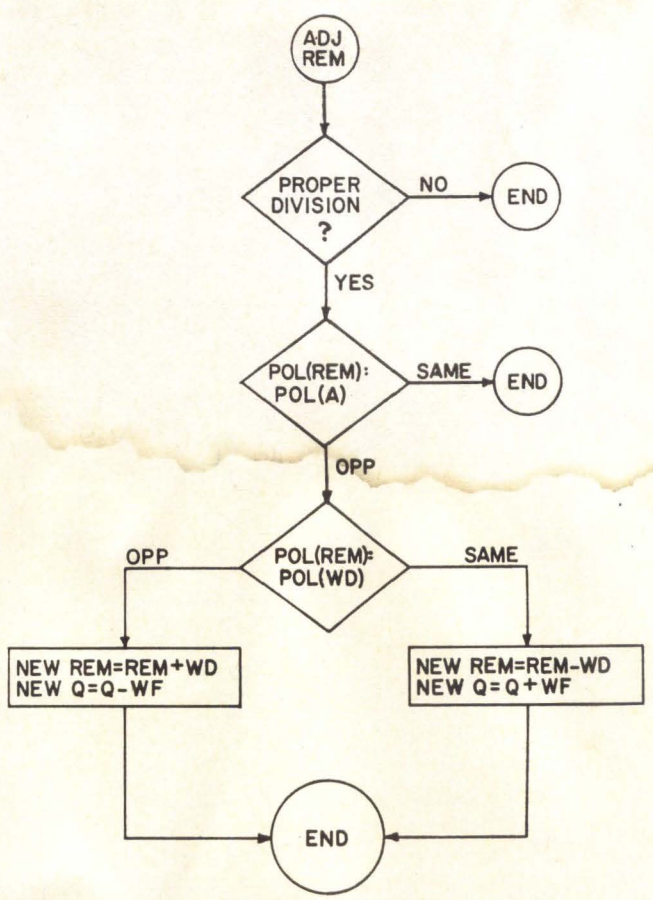 ADJ
REM
PROPER
DIVISION
?
NO
END
YES
POL(REM):
POL(A)
SAME
END
OPP
POL(REM):
POL(WD)
OPP
SAME
NEW REM=REM+WD
NEW Q=Q-WF
NEW REM=REM-WD
NEW Q=Q+WF
END